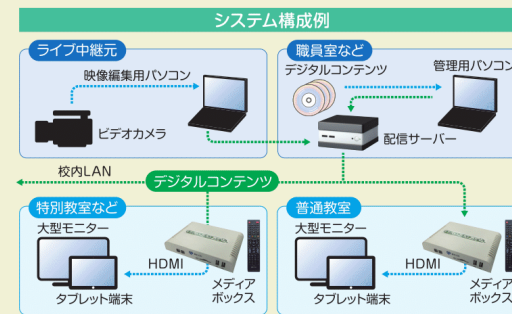 システム構成例
ライブ中継元
映像編集用パソコン
ビデオカメラ
職員室など
デジタルコンテンツ
管理用パソコン
配信サーバー
校内LAN
デジタルコンテンツ
特別教室など
大型モニター
HDMI
タブレット端末
メディア
ボックス
普通教室
大型モニター
HDMI
タブレット端末
メディア
ボックス